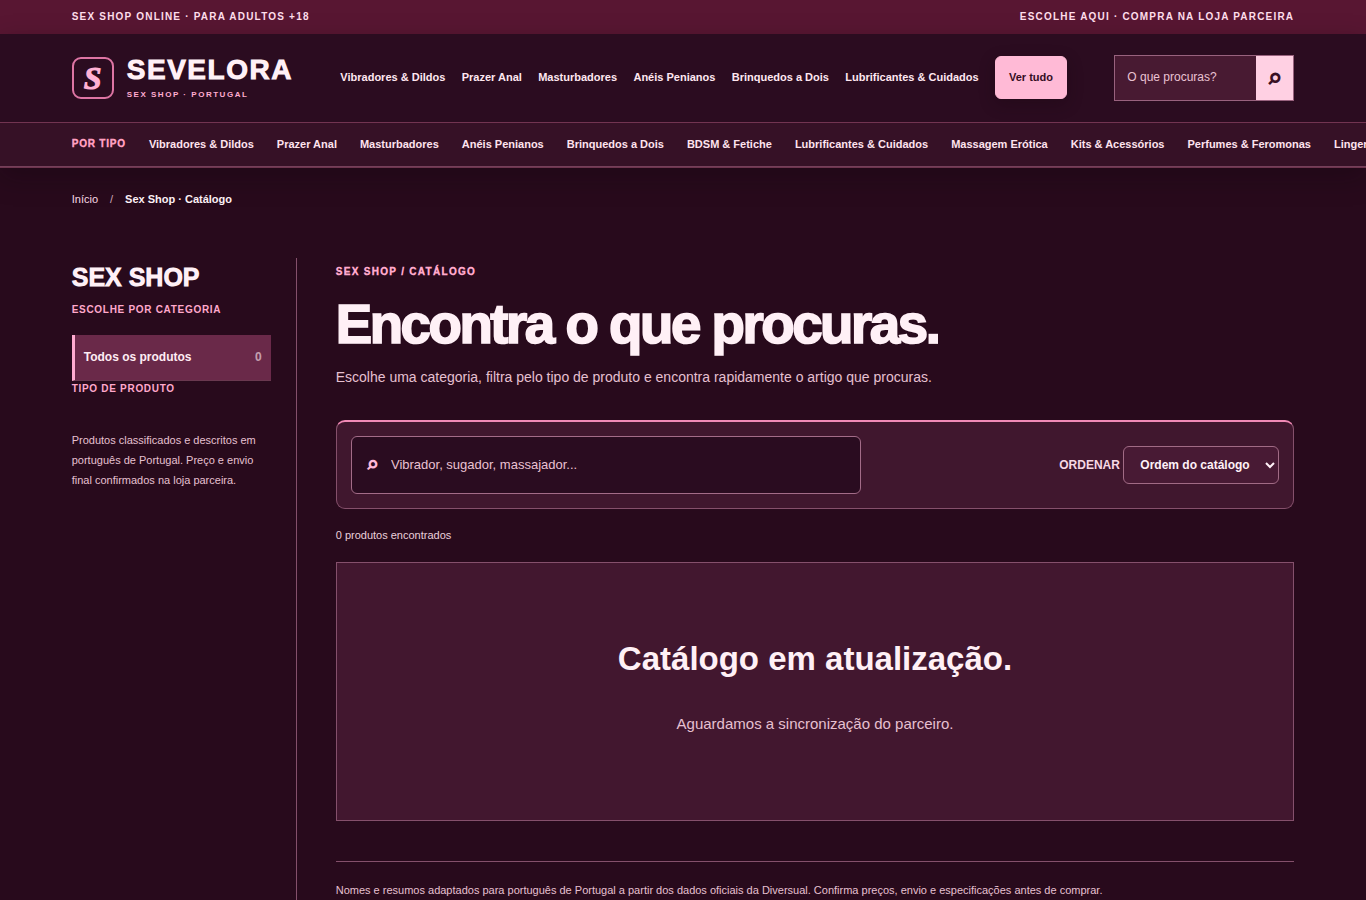 SEX SHOP ONLINE · PARA ADULTOS +18
ESCOLHE AQUI · COMPRA NA LOJA PARCEIRA
S
SEVELORA
SEX SHOP · PORTUGAL
Vibradores & Dildos
Prazer Anal
Masturbadores
Anéis Penianos
Brinquedos a Dois
Lubrificantes & Cuidados
Ver tudo
O que procuras?
POR TIPO
Vibradores & Dildos
Prazer Anal
Masturbadores
Anéis Penianos
Brinquedos a Dois
BDSM & Fetiche
Lubrificantes & Cuidados
Massagem Erótica
Kits & Acessórios
Perfumes & Feromonas
Início / Sex Shop · Catálogo
SEX SHOP
ESCOLHE POR CATEGORIA
Todos os produtos 0
TIPO DE PRODUTO
Produtos classificados e descritos em
português de Portugal. Preço e envio
final confirmados na loja parceira.
SEX SHOP / CATÁLOGO
Encontra o que procuras.
Escolhe uma categoria, filtra pelo tipo de produto e encontra rapidamente o artigo que procuras.
Vibrador, sugador, massajador...
ORDENAR
Ordem do catálogo
0 produtos encontrados
Catálogo em atualização.
Aguardamos a sincronização do parceiro.
Nomes e resumos adaptados para português de Portugal a partir dos dados oficiais da Diversual. Confirma preços, envio e especificações antes de comprar.